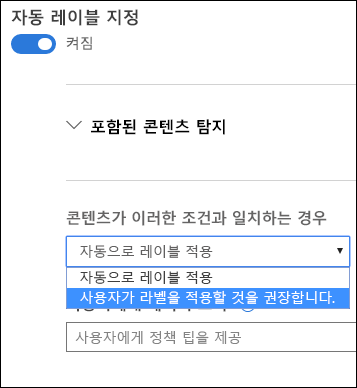 자동 레이블 지정
켜짐
포함된 콘텐츠 탐지
콘텐츠가 이러한 조건과 일치하는 경우
자동으로 레이블 적용
자동으로 레이블 적용
사용자가 라벨을 적용할 것을 권장합니다.
사용자에게 정책 팁을 제공